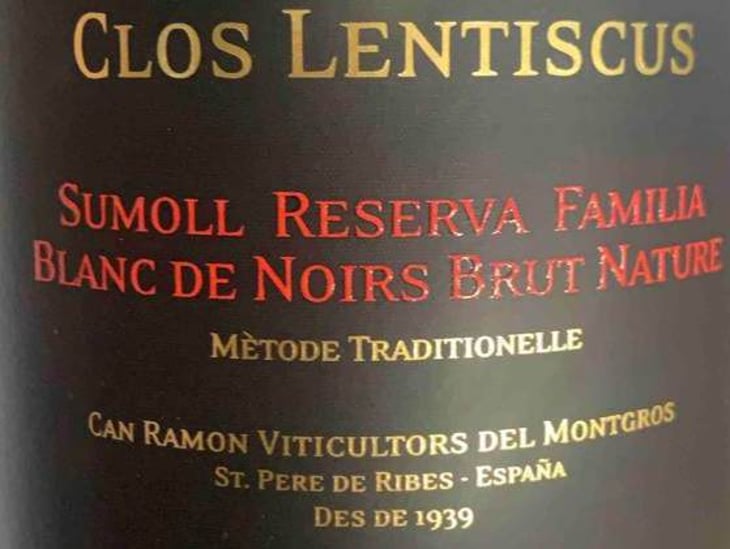 CLOS LENTISCUS
SUMOLL RESERVA FAMILIA
BLANC DE NOIRS BRUT NATURE
MÈTODE TRADITIONELLE
CAN RAMON VITICULTORS DEL MONTGROS
ST. PERE DE RIBES - ESPAÑA
DES DE 1939